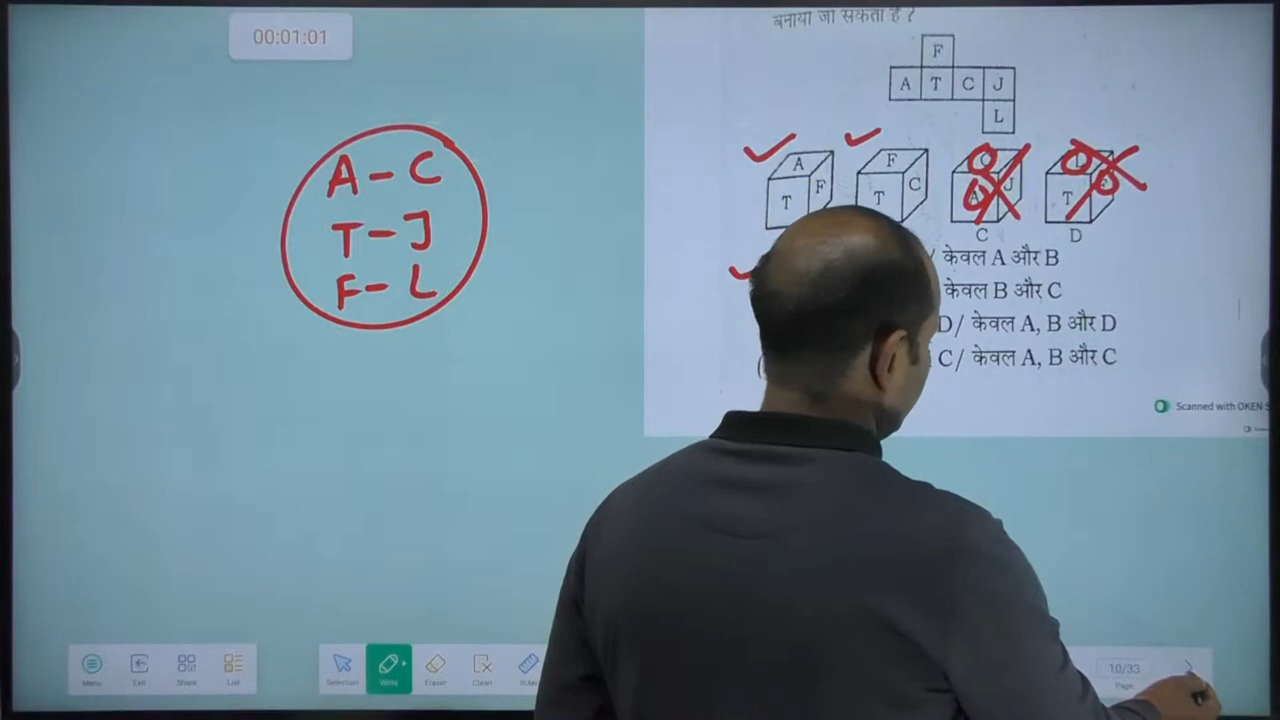 00:01:01
बनाया जा सकता है ?
F
A T C J
L
A - C
T - J
F - L
A
T F
F
T C
J
A
T
C D
/ केवल A और B
केवल B और C
D/ केवल A, B और D
C/ केवल A, B और C
Scanned with OKEN
Menu Exit Share List Selection Write Eraser Clean Ruler
10/33
Page